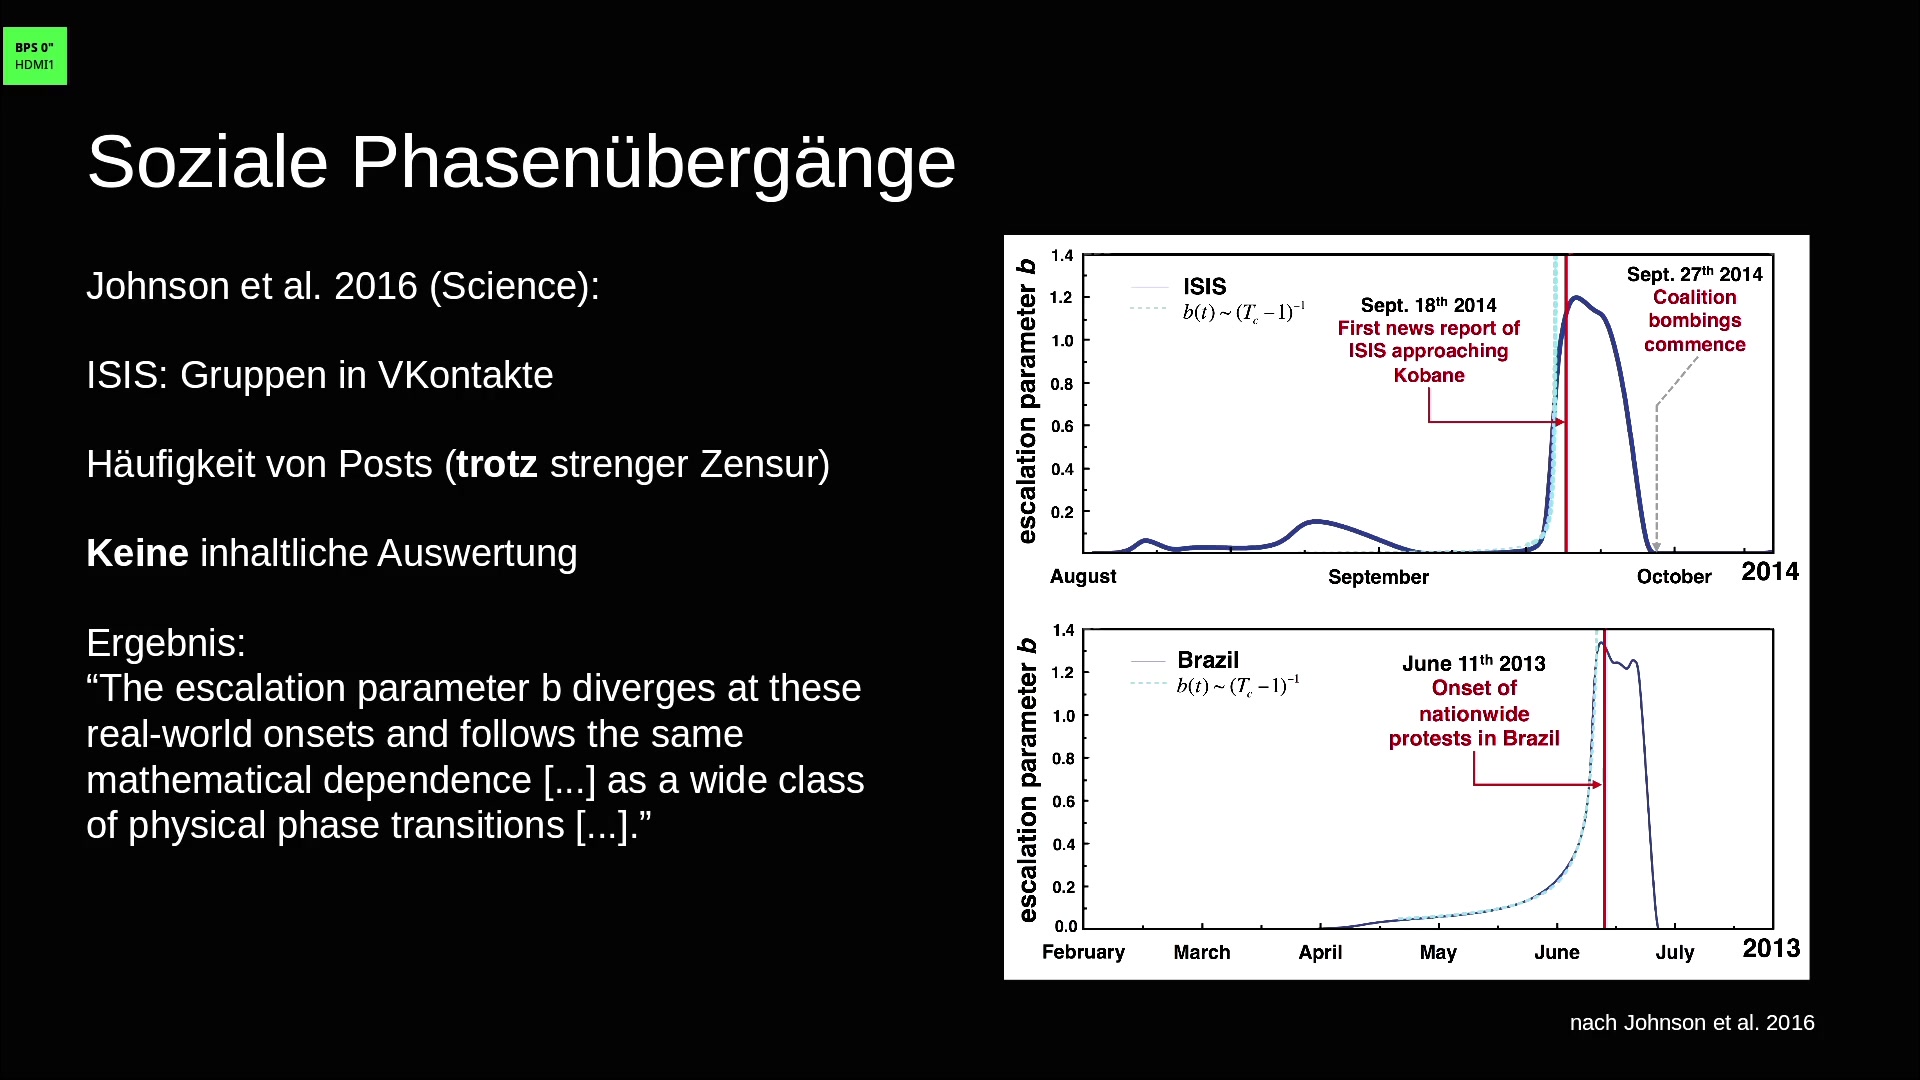 BPS 0"
HDMI1
Soziale Phasenübergänge
Johnson et al. 2016 (Science):
ISIS: Gruppen in VKontakte
Häufigkeit von Posts (trotz strenger Zensur)
Keine inhaltliche Auswertung
Ergebnis:
“The escalation parameter b diverges at these
real-world onsets and follows the same
mathematical dependence [...] as a wide class
of physical phase transitions [...].”
escalation parameter b
1.4
1.2
1.0
0.8
0.6
0.4
0.2
ISIS
b(t) ~ (Tc – 1)–1
Sept. 18th 2014
First news report of
ISIS approaching
Kobane
Sept. 27th 2014
Coalition
bombings
commence
August September October 2014
escalation parameter b
1.4
1.2
1.0
0.8
0.6
0.4
0.2
0.0
Brazil
b(t) ~ (Tc – 1)–1
June 11th 2013
Onset of
nationwide
protests in Brazil
February March April May June July 2013
nach Johnson et al. 2016